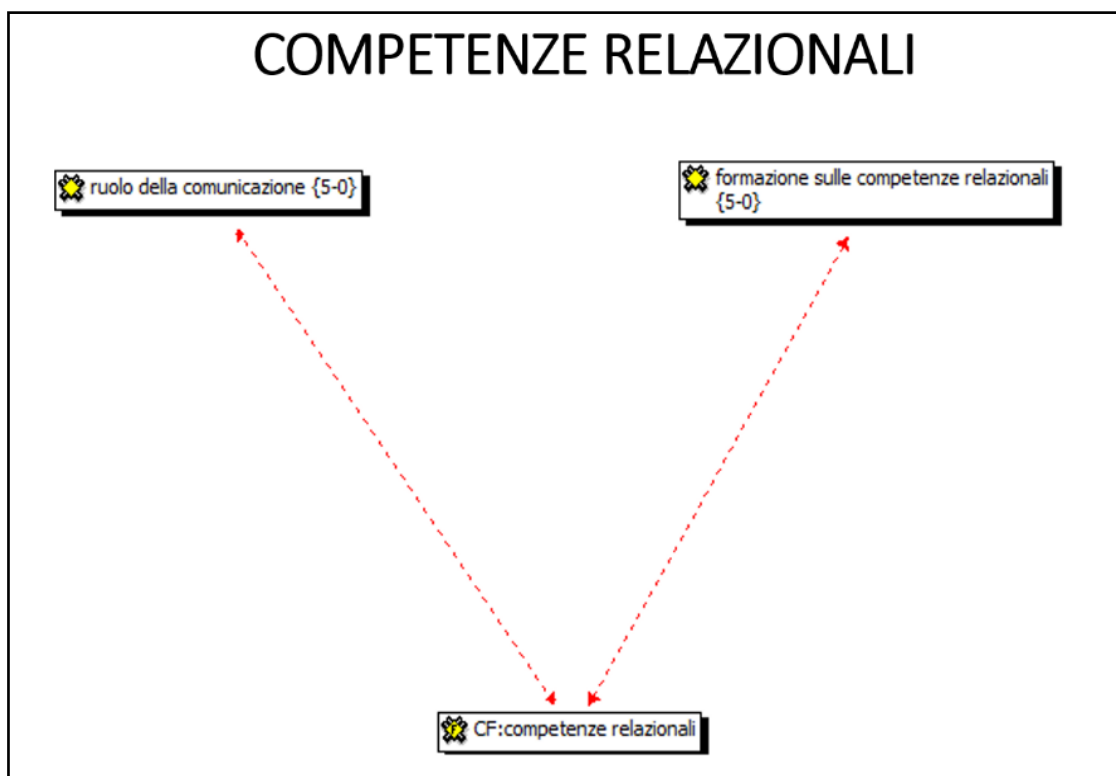 COMPETENZE RELAZIONALI
ruolo della comunicazione {5-0}
formazione sulle competenze relazionali
{5-0}
CF:competenze relazionali